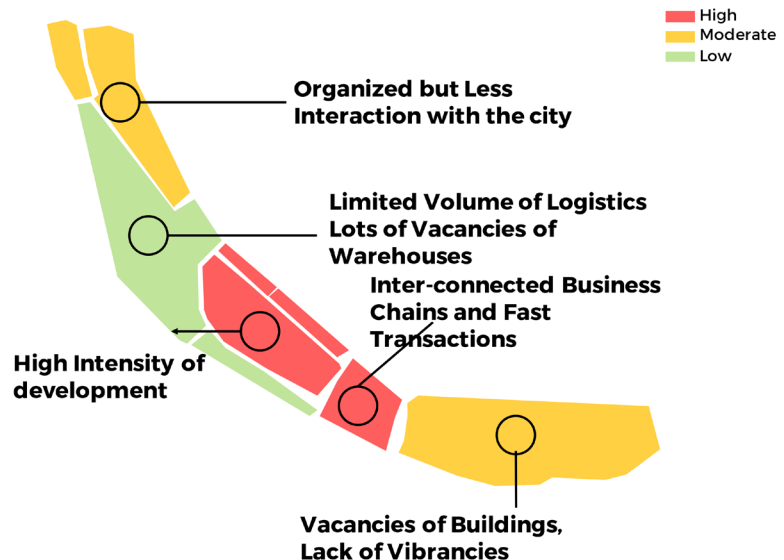 High
Moderate
Low
Organized but Less
Interaction with the city
Limited Volume of Logistics
Lots of Vacancies of
Warehouses
Inter-connected Business
Chains and Fast
Transactions
High Intensity of
development
Vacancies of Buildings,
Lack of Vibrancies